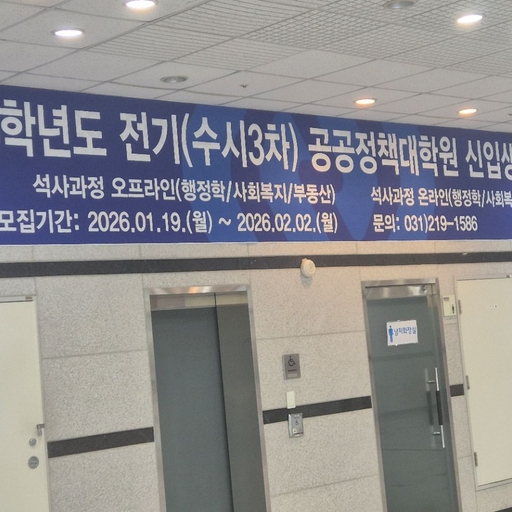 학년도 전기(수시3차) 공공정책대학원 신입생
석사과정 오프라인(행정학/사회복지/부동산) 석사과정 온라인(행정학/사회복
모집기간: 2026.01.19.(월) ~ 2026.02.02.(월) 문의: 031)219-1586
남자화장실